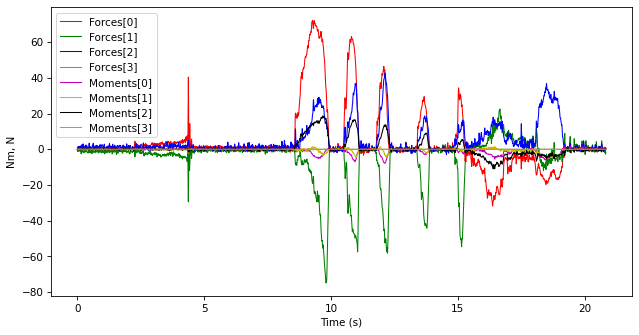 Forces[0]
Forces[1]
Forces[2]
Forces[3]
Moments[0]
Moments[1]
Moments[2]
Moments[3]
60
40
20
0
−20
−40
−60
−80
Nm, N
0 5 10 15 20
Time (s)